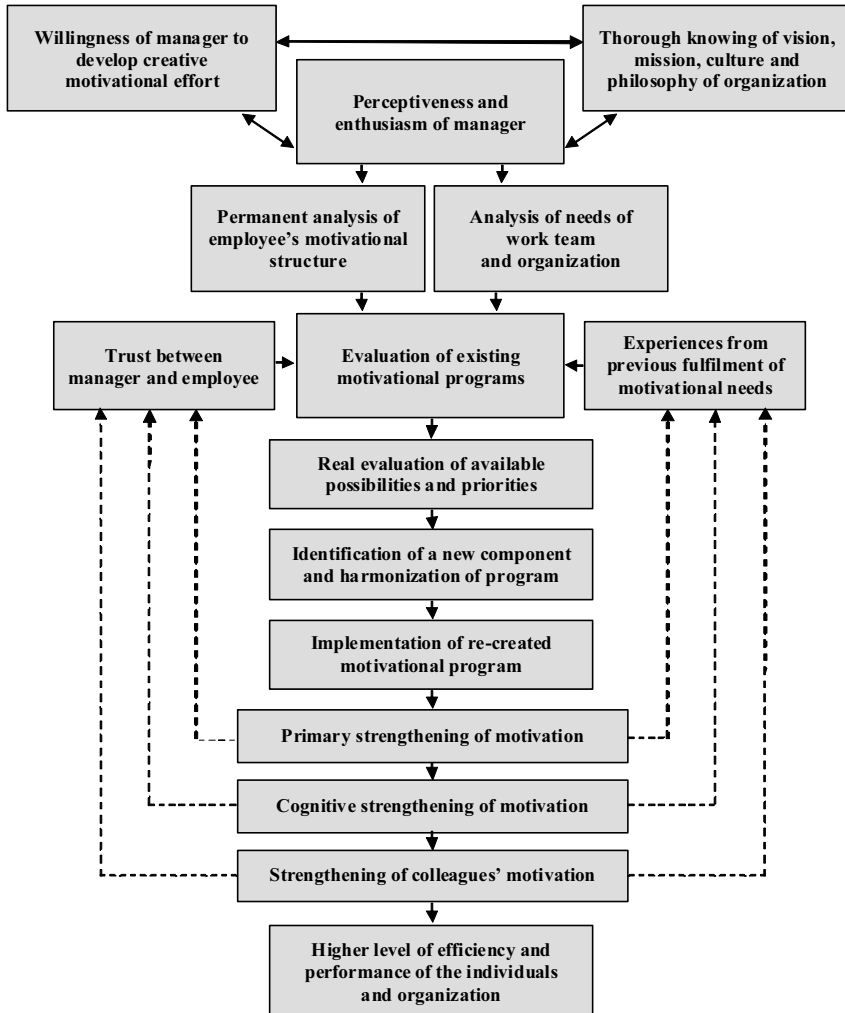 Willingness of manager to
develop creative
motivational effort
Thorough knowing of vision,
mission, culture and
philosophy of organization
Perceptiveness and
enthusiasm of manager
Permanent analysis of
employee’s motivational
structure
Analysis of needs of
work team
and organization
Trust between
manager and employee
Evaluation of existing
motivational programs
Experiences from
previous fulfilment of
motivational needs
Real evaluation of available
possibilities and priorities
Identification of a new component
and harmonization of program
Implementation of re-created
motivational program
Primary strengthening of motivation
Cognitive strengthening of motivation
Strengthening of colleagues’ motivation
Higher level of efficiency and
performance of the individuals
and organization